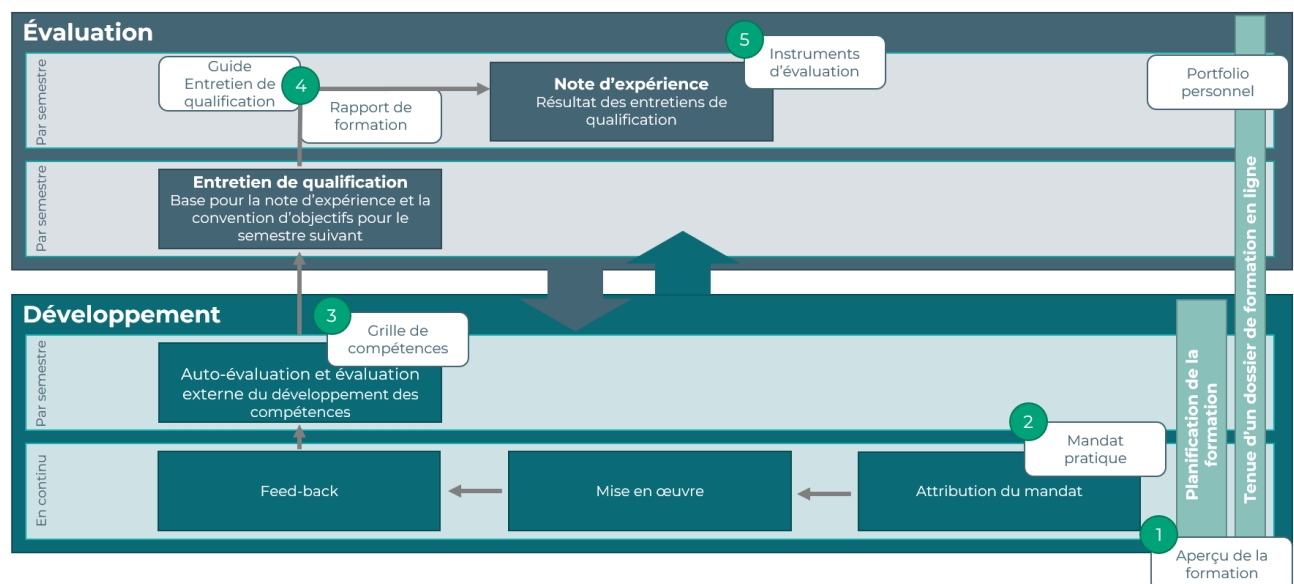 Évaluation
Par semestre
Guide
Entretien de
qualification
4
Rapport de
formation
Note d'expérience
Résultat des entretiens de
qualification
5
Instruments
d'évaluation
Portfolio
personnel
Par semestre
Entretien de qualification
Base pour la note d'expérience et la
convention d'objectifs pour le
semestre suivant
Développement
Par semestre
3
Grille de
compétences
Auto-évaluation et évaluation
externe du développement des
compétences
En continu
Feed-back
Mise en œuvre
Attribution du mandat
2
Mandat
pratique
Planification de la
formation
Tenue d'un dossier de formation en ligne
1
Aperçu de la
formation